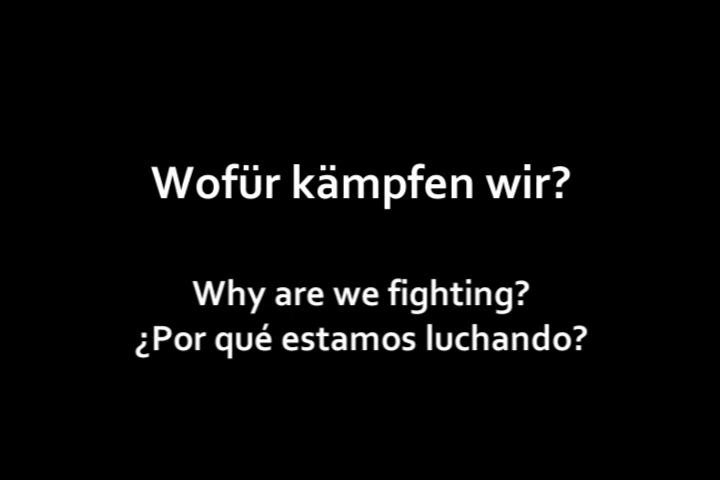 Wofür kämpfen wir?
Why are we fighting?
¿Por qué estamos luchando?